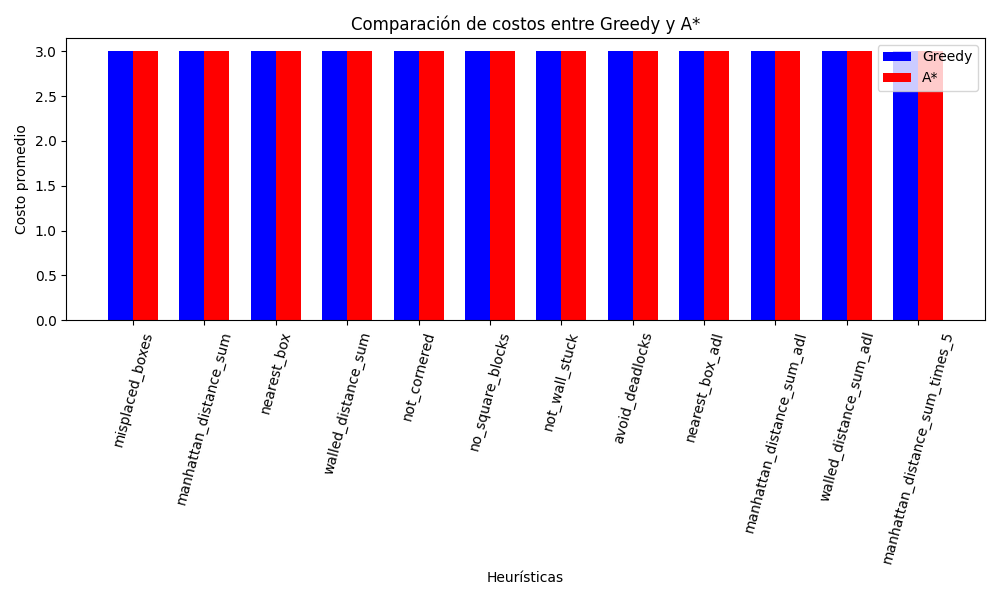 Comparación de costos entre Greedy y A*
Costo promedio
3.0
2.5
2.0
1.5
1.0
0.5
0.0
Greedy
A*
misplaced_boxes
manhattan_distance_sum
nearest_box
walled_distance_sum
not_cornered
no_square_blocks
not_wall_stuck
avoid_deadlocks
nearest_box_adl
manhattan_distance_sum_adl
walled_distance_sum_adl
manhattan_distance_sum_times_5
Heurísticas